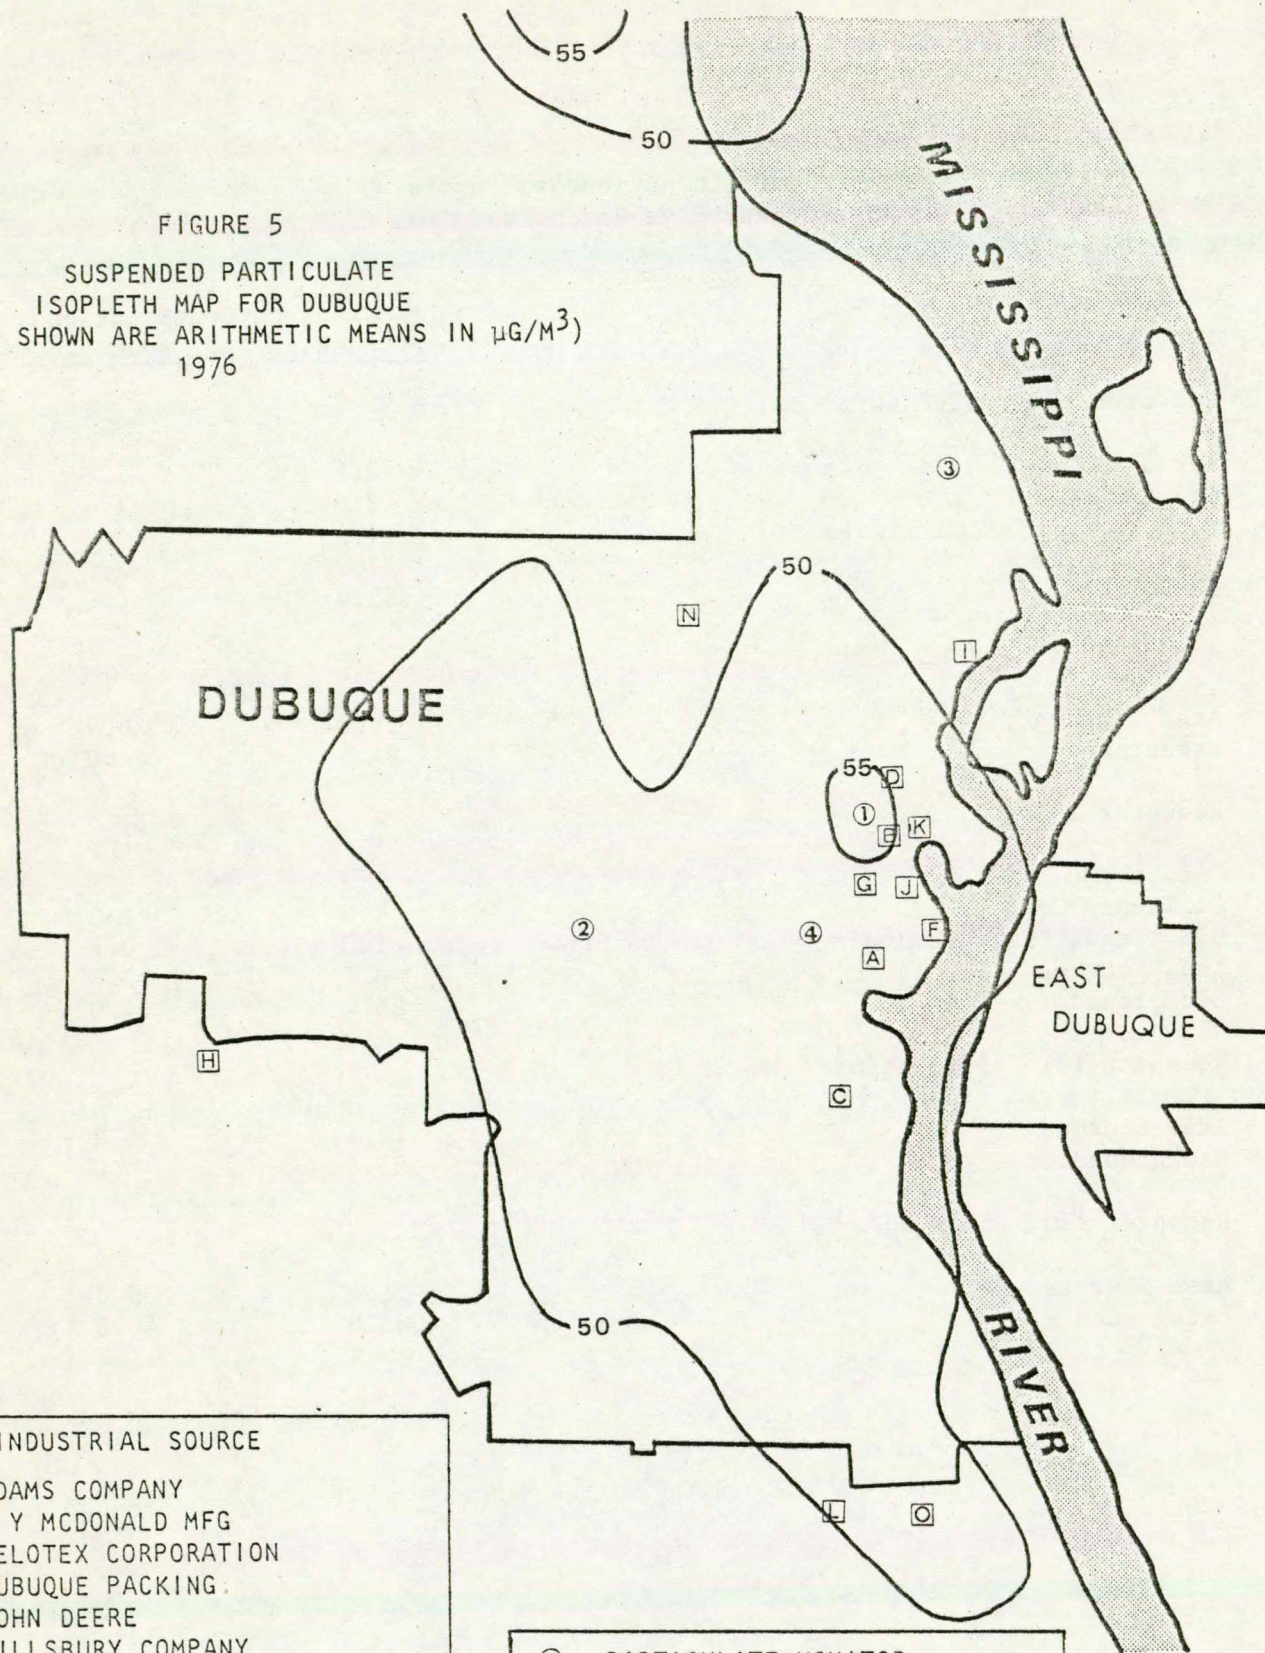 55
50
FIGURE 5
SUSPENDED PARTICULATE
ISOPLETH MAP FOR DUBUQUE
SHOWN ARE ARITHMETIC MEANS IN µG/M³)
1976
MISSISSIPPI
3
50
N
I
DUBUQUE
55
D
1
B
K
G
J
2
4
F
A
EAST
DUBUQUE
H
C
50
RIVER
L
O
INDUSTRIAL SOURCE
DAMS COMPANY
Y MCDONALD MFG
ELOTEX CORPORATION
UBUQUE PACKING
OHN DEERE